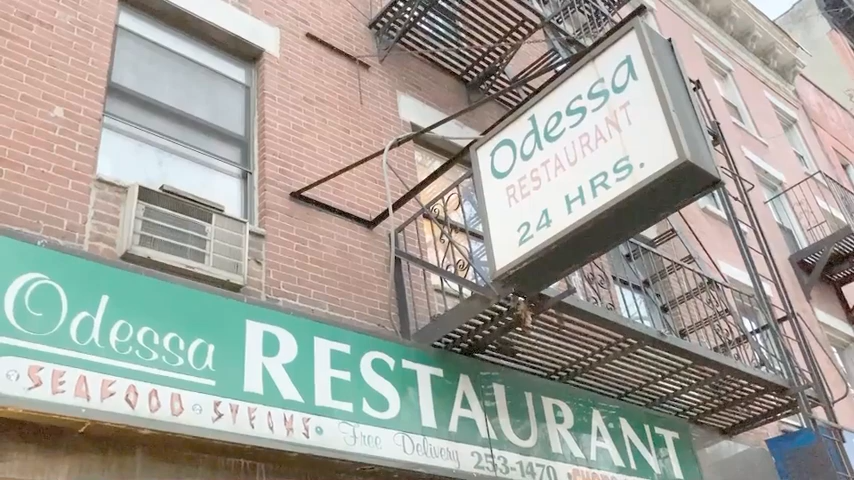 Odessa
RESTAURANT
24 HRS.
Odessa RESTAURANT
SEAFOOD STEAKS Free Delivery 253-1470